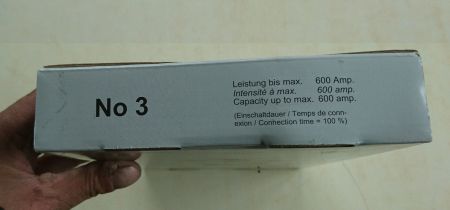 No 3
Leistung bis max. 600 Amp.
Intensité à max. 600 amp.
Capacity up to max. 600 amp.
(Einschaltdauer / Temps de conn-
exion / Connection time = 100 %)